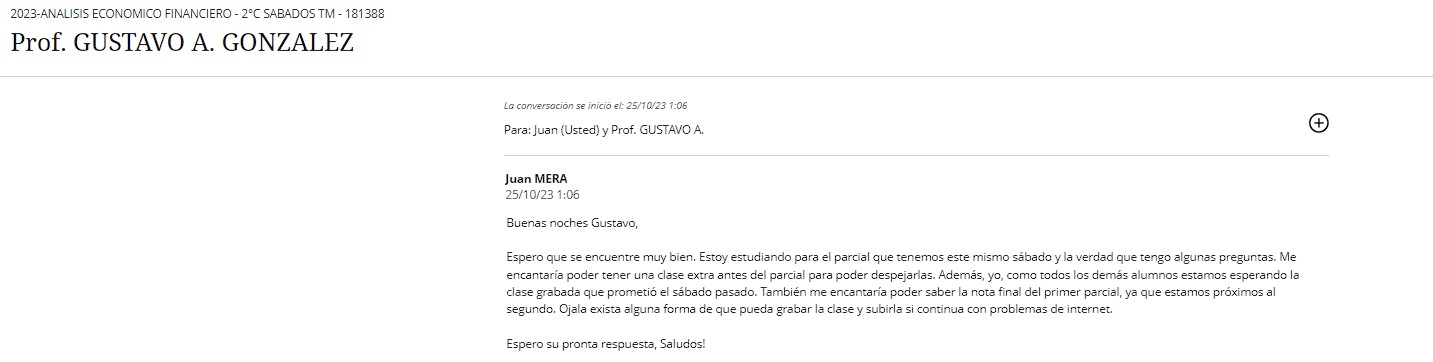 2023-ANALISIS ECONOMICO FINANCIERO - 2°C SABADOS TM - 181388
Prof. GUSTAVO A. GONZALEZ
La conversación se inició el: 25/10/23 1:06
Para: Juan (Usted) y Prof. GUSTAVO A.
Juan MERA
25/10/23 1:06
Buenas noches Gustavo,
Espero que se encuentre muy bien. Estoy estudiando para el parcial que tenemos este mismo sábado y la verdad que tengo algunas preguntas. Me
encantaría poder tener una clase extra antes del parcial para poder despejarlas. Además, yo, como todos los demás alumnos estamos esperando la
clase grabada que prometió el sábado pasado. También me encantaría poder saber la nota final del primer parcial, ya que estamos próximos al
segundo. Ojala exista alguna forma de que pueda grabar la clase y subirla si continua con problemas de internet.
Espero su pronta respuesta, Saludos!